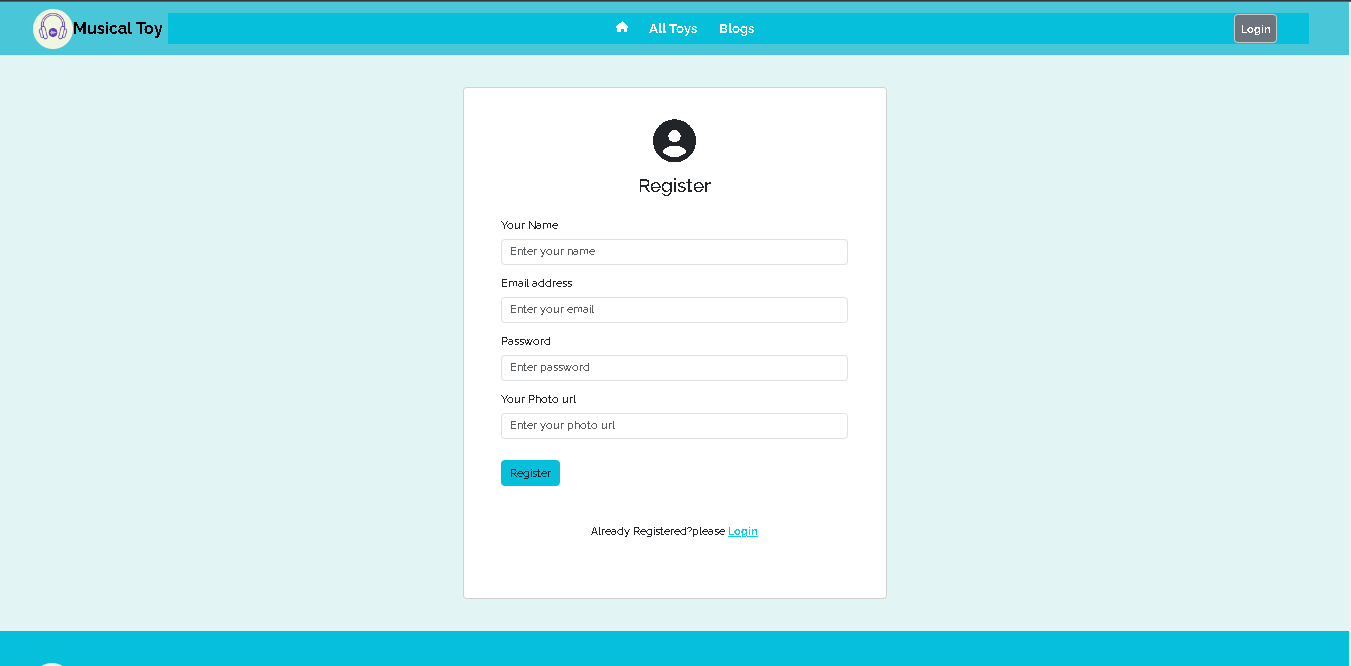 Musical Toy
All Toys
Blogs
Login
Register
Your Name
Enter your name
Email address
Enter your email
Password
Enter password
Your Photo url
Enter your photo url
Register
Already Registered?please Login